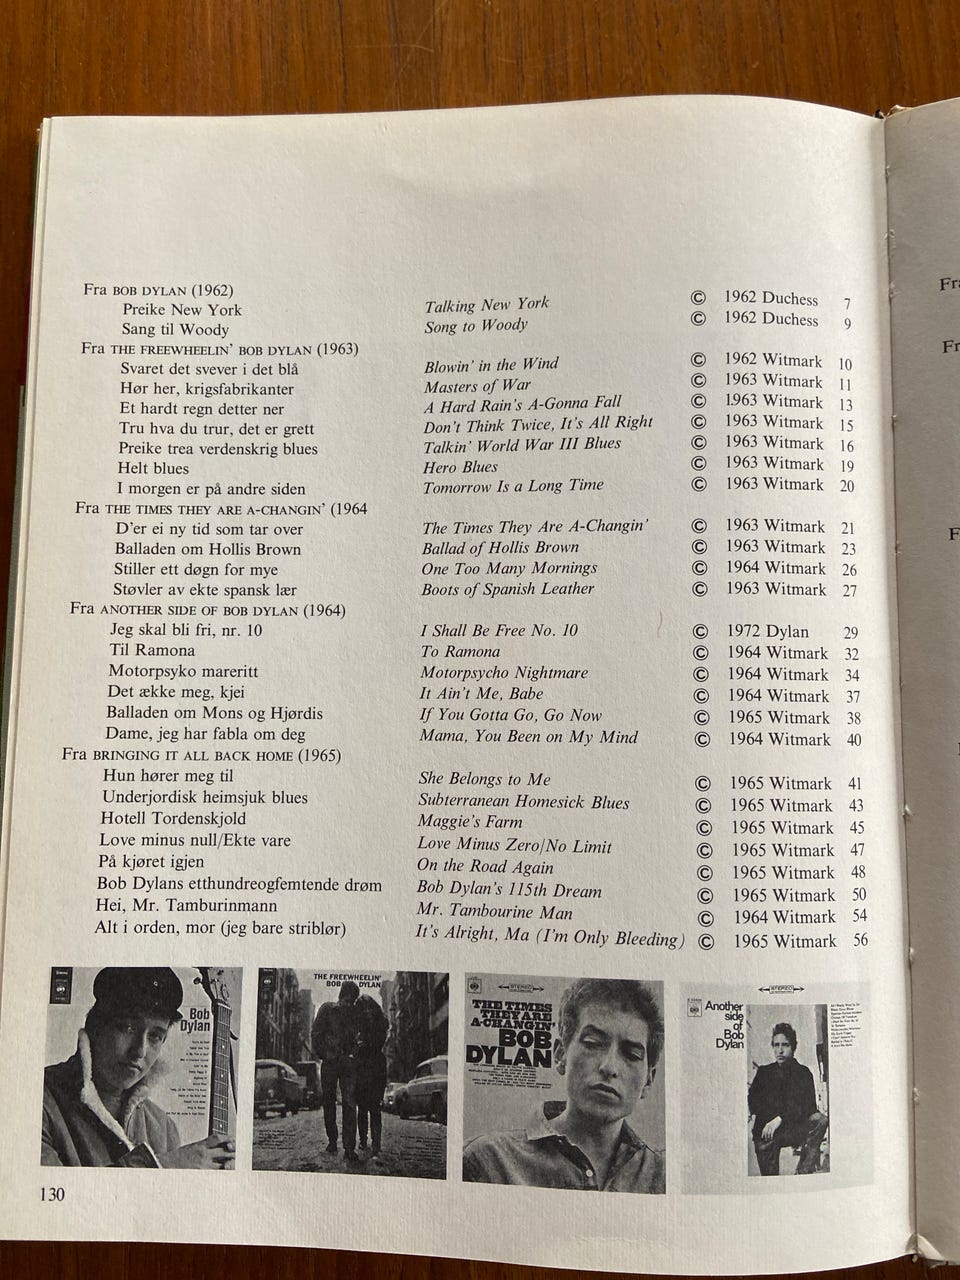 Fra BOB DYLAN (1962)
Preike New York Talking New York © 1962 Duchess 7
Sang til Woody Song to Woody © 1962 Duchess 9
Fra THE FREEWHEELIN' BOB DYLAN (1963)
Svaret det svever i det blå Blowin' in the Wind © 1962 Witmark 10
Hør her, krigsfabrikanter Masters of War © 1963 Witmark 11
Et hardt regn detter ner A Hard Rain's A-Gonna Fall © 1963 Witmark 13
Tru hva du trur, det er grett Don't Think Twice, It's All Right © 1963 Witmark 15
Preike trea verdenskrig blues Talkin' World War III Blues © 1963 Witmark 16
Helt blues Hero Blues © 1963 Witmark 19
I morgen er på andre siden Tomorrow Is a Long Time © 1963 Witmark 20
Fra THE TIMES THEY ARE A-CHANGIN' (1964
D'er ei ny tid som tar over The Times They Are A-Changin' © 1963 Witmark 21
Balladen om Hollis Brown Ballad of Hollis Brown © 1963 Witmark 23
Stiller ett døgn for mye One Too Many Mornings © 1964 Witmark 26
Støvler av ekte spansk lær Boots of Spanish Leather © 1963 Witmark 27
Fra ANOTHER SIDE OF BOB DYLAN (1964)
Jeg skal bli fri, nr. 10 I Shall Be Free No. 10 © 1972 Dylan 29
Til Ramona To Ramona © 1964 Witmark 32
Motorpsyko mareritt Motorpsycho Nightmare © 1964 Witmark 34
Det ække meg, kjei It Ain't Me, Babe © 1964 Witmark 37
Balladen om Mons og Hjørdis If You Gotta Go, Go Now © 1965 Witmark 38
Dame, jeg har fabla om deg Mama, You Been on My Mind © 1964 Witmark 40
Fra BRINGING IT ALL BACK HOME (1965)
Hun hører meg til She Belongs to Me © 1965 Witmark 41
Underjordisk heimsjuk blues Subterranean Homesick Blues © 1965 Witmark 43
Hotell Tordenskjold Maggie's Farm © 1965 Witmark 45
Love minus null/Ekte vare Love Minus Zero/No Limit © 1965 Witmark 47
På kjøret igjen On the Road Again © 1965 Witmark 48
Bob Dylans etthundreogfemtende drøm Bob Dylan's 115th Dream © 1965 Witmark 50
Hei, Mr. Tamburinmann Mr. Tambourine Man © 1964 Witmark 54
Alt i orden, mor (jeg bare striblør) It's Alright, Ma (I'm Only Bleeding) © 1965 Witmark 56
Bob
Dylan
THE FREEWHEELIN'
BOB DYLAN
STEREO
THE TIMES
THEY ARE
A-CHANGIN'
BOB
DYLAN
STEREO
Another
side
of
Bob
Dylan
130
Fr
Fr
F